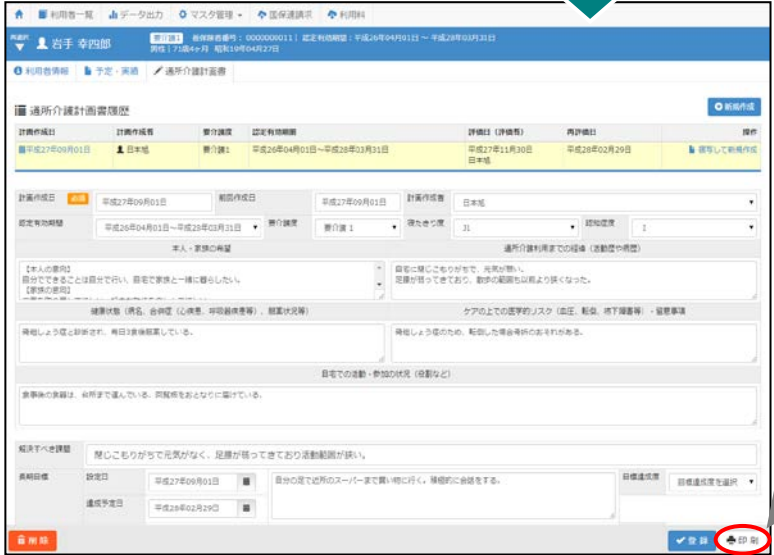 利用者一覧 データ出力 マスタ管理 国保連請求 利用料
再選択 岩手 幸四郎 要介護1 被保険者番号： 0000000011｜ 認定有効期間：平成26年04月01日 ～ 平成28年03月31日
男性｜71歳4ヶ月 昭和19年04月27日
利用者情報 予定・実績 通所介護計画書
通所介護計画書履歴 新規作成
計画作成日 計画作成者 要介護度 認定有効期間 評価日（評価者） 再評価日 操作
平成27年09月01日 日本旭 要介護1 平成26年04月01日～平成28年03月31日 平成27年11月30日 平成28年02月29日 複写して新規作成
日本旭
計画作成日 必須 平成27年09月01日 前回作成日 平成27年09月01日 計画作成者 日本旭
認定有効期間 平成26年04月01日～平成28年03月31日 要介護度 要介護 1 寝たきり度 J1 認知症度 I
本人・家族の希望 通所介護利用までの経緯（活動歴や病歴）
【本人の意向】 自宅に閉じこもりがちで、元気が無い。
自分でできることは自分で行い、自宅で家族と一緒に暮らしたい。 足腰が弱ってきており、散歩の範囲も以前より狭くなった。
【家族の意向】
健康状態（病名、合併症（心疾患、呼吸器疾患等）、服薬状況等） ケアの上での医学的リスク（血圧、転倒、嚥下障害等）・留意事項
骨粗しょう症と診断され、毎日3食後服薬している。 骨粗しょう症のため、転倒した場合骨折のおそれがある。
自宅での活動・参加の状況（役割など）
食事後の食器は、台所まで運んでいる。回覧板をおとなりに届けている。
解決すべき課題 閉じこもりがちで元気がなく、足腰が弱ってきており活動範囲が狭い。
長期目標 設定日 平成27年09月01日 自分の足で近所のスーパーまで買い物に行く。積極的に会話をする。 目標達成度 目標達成度を選択
達成予定日 平成28年02月29日
削 除 登 録 印 刷